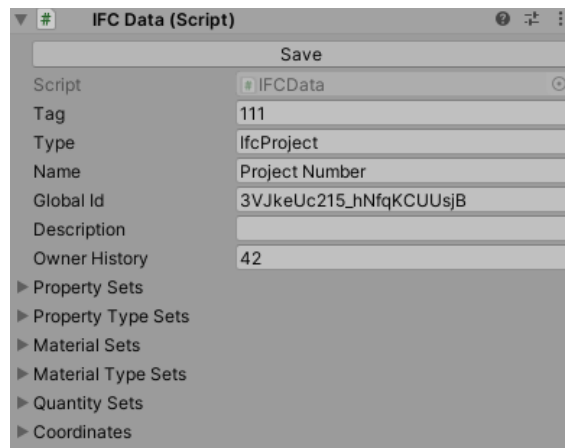 # IFC Data (Script)
Save
Script # IFCData
Tag 111
Type IfcProject
Name Project Number
Global Id 3VJkeUc215_hNfqKCUUsjB
Description
Owner History 42
Property Sets
Property Type Sets
Material Sets
Material Type Sets
Quantity Sets
Coordinates